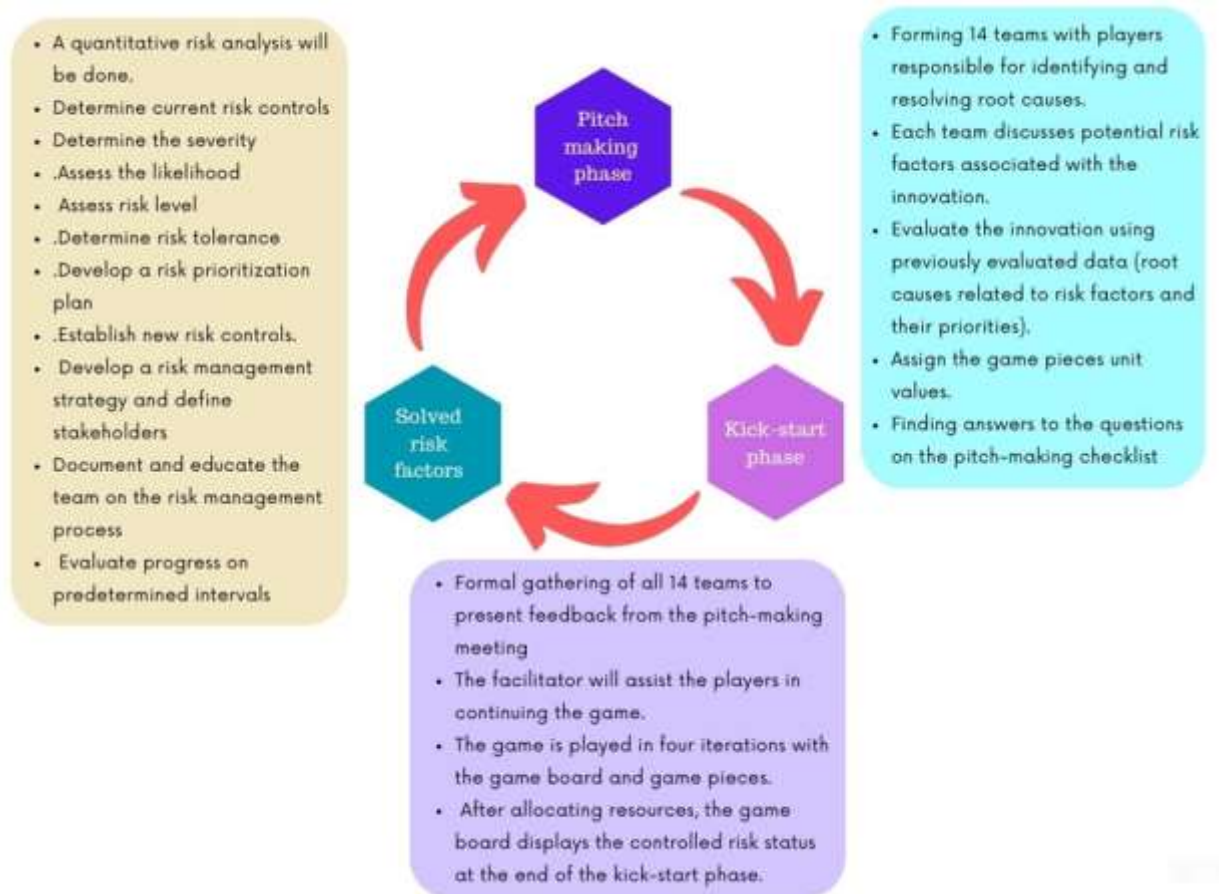 • A quantitative risk analysis will
be done.
• Determine current risk controls
• Determine the severity
• .Assess the likelihood
• Assess risk level
• .Determine risk tolerance
• .Develop a risk prioritization
plan
• .Establish new risk controls.
• Develop a risk management
strategy and define
stakeholders
• Document and educate the
team on the risk management
process
• Evaluate progress on
predetermined intervals
Pitch
making
phase
• Forming 14 teams with players
responsible for identifying and
resolving root causes.
• Each team discusses potential risk
factors associated with the
innovation.
• Evaluate the innovation using
previously evaluated data (root
causes related to risk factors and
their priorities).
• Assign the game pieces unit
values.
• Finding answers to the questions
on the pitch-making checklist
Solved
risk
factors
Kick-start
phase
• Formal gathering of all 14 teams to
present feedback from the pitch-making
meeting
• The facilitator will assist the players in
continuing the game.
• The game is played in four iterations with
the game board and game pieces.
• After allocating resources, the game
board displays the controlled risk status
at the end of the kick-start phase.